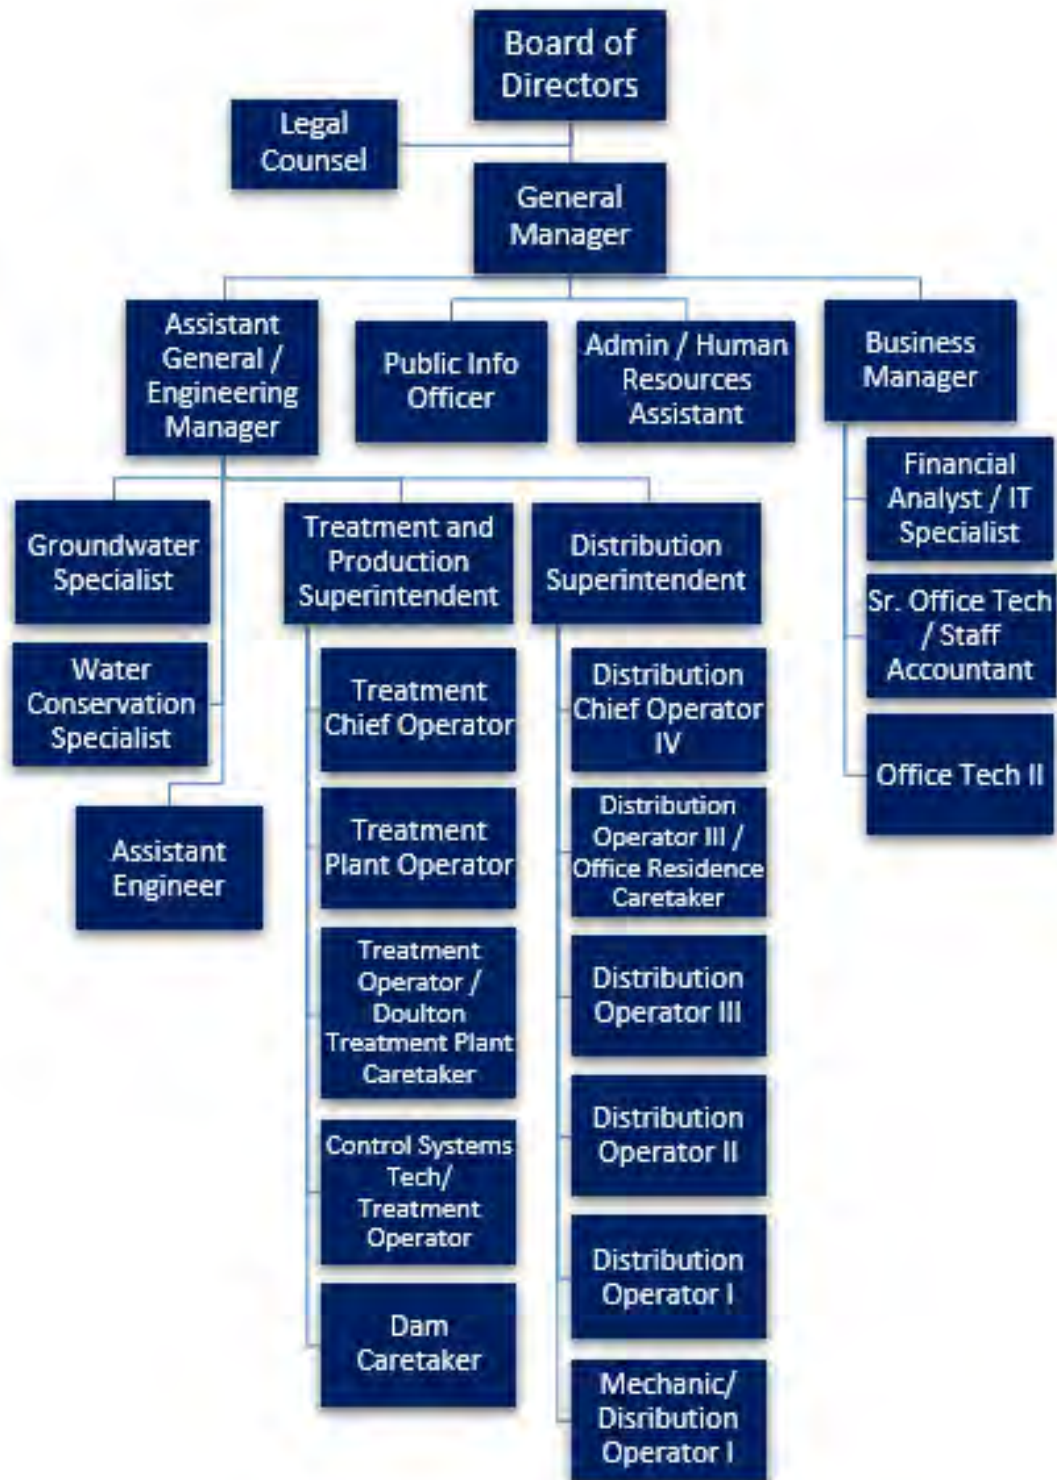 Board of
Directors
Legal
Counsel
General
Manager
Assistant
General /
Engineering
Manager
Public Info
Officer
Admin / Human
Resources
Assistant
Business
Manager
Groundwater
Specialist
Water
Conservation
Specialist
Assistant
Engineer
Treatment and
Production
Superintendent
Treatment
Chief Operator
Treatment
Plant Operator
Treatment
Operator /
Doulton
Treatment Plant
Caretaker
Control Systems
Tech/
Treatment
Operator
Dam
Caretaker
Distribution
Superintendent
Distribution
Chief Operator
IV
Distribution
Operator III /
Office Residence
Caretaker
Distribution
Operator III
Distribution
Operator II
Distribution
Operator I
Mechanic/
Disribution
Operator I
Financial
Analyst / IT
Specialist
Sr. Office Tech
/ Staff
Accountant
Office Tech II